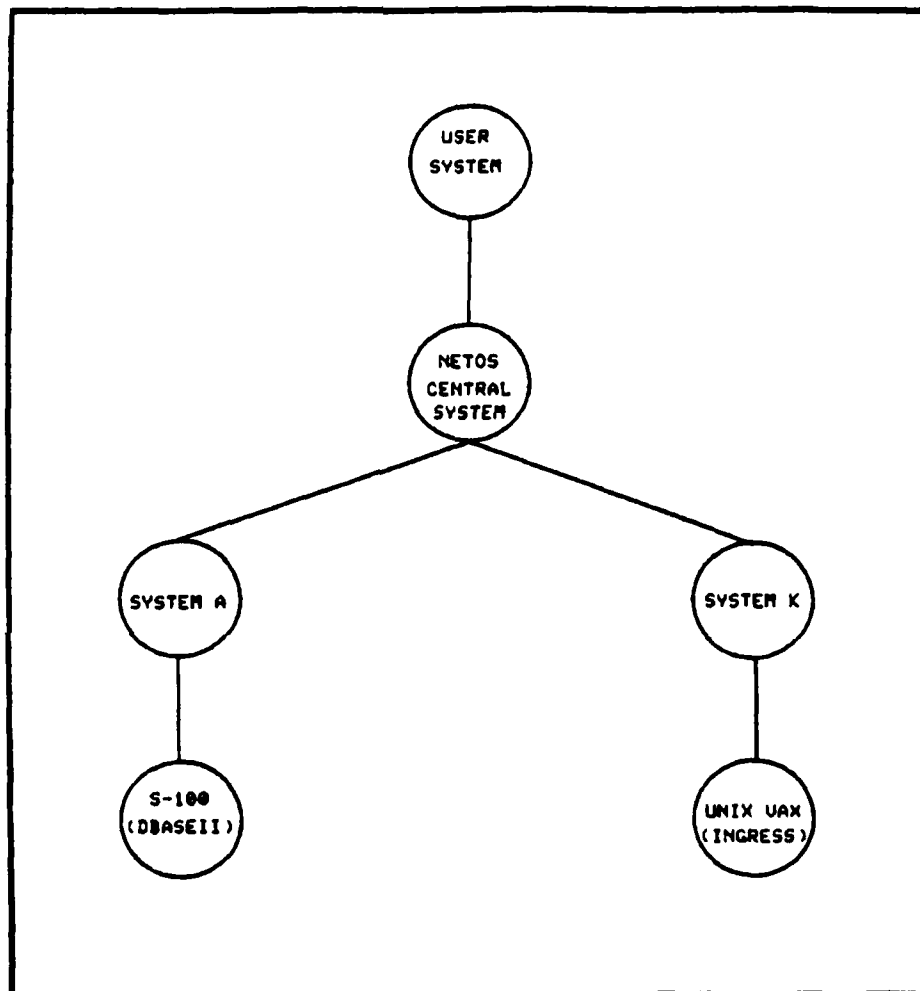 USER
SYSTEM
NETOS
CENTRAL
SYSTEM
SYSTEM A
SYSTEM K
S-100
(DBASEII)
UNIX VAX
(INGRESS)